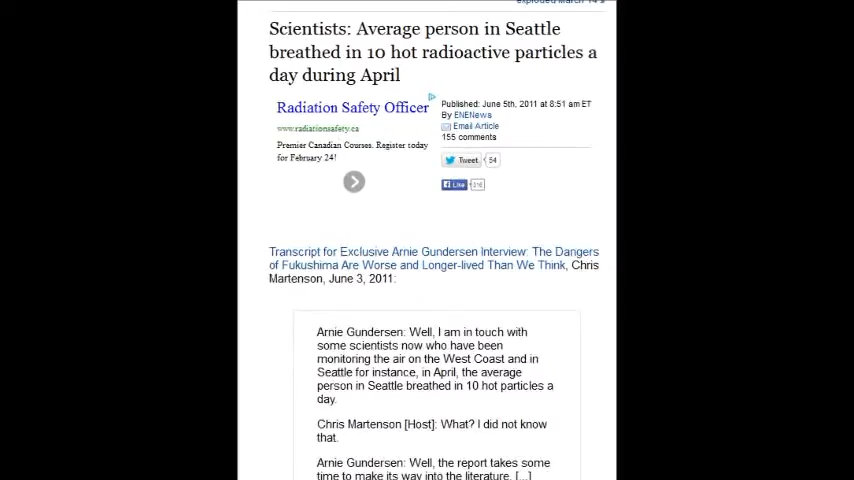 exploded March 14
Scientists: Average person in Seattle
breathed in 10 hot radioactive particles a
day during April
Radiation Safety Officer
www.radiationsafety.ca
Premier Canadian Courses. Register today
for February 24!
Published: June 5th, 2011 at 8:51 am ET
By ENENews
Email Article
155 comments
Tweet 54
Like
Transcript for Exclusive Arnie Gundersen Interview: The Dangers
of Fukushima Are Worse and Longer-lived Than We Think, Chris
Martenson, June 3, 2011:
Arnie Gundersen: Well, I am in touch with
some scientists now who have been
monitoring the air on the West Coast and in
Seattle for instance, in April, the average
person in Seattle breathed in 10 hot particles a
day.
Chris Martenson [Host]: What? I did not know
that.
Arnie Gundersen: Well, the report takes some
time to make its way into the literature. [...]